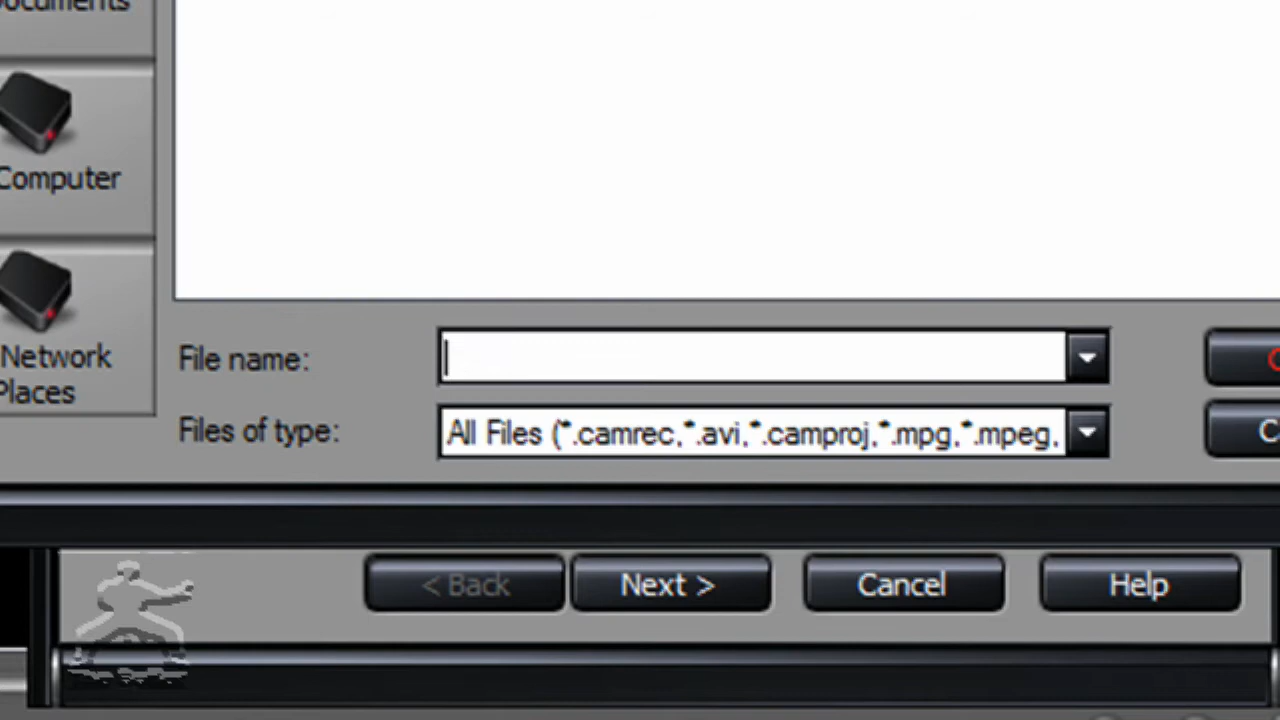 Documents
Computer
Network
Places
File name:
Files of type:
All Files (*.camrec,*.avi,*.camproj,*.mpg,*.mpeg,
< Back
Next >
Cancel
Help